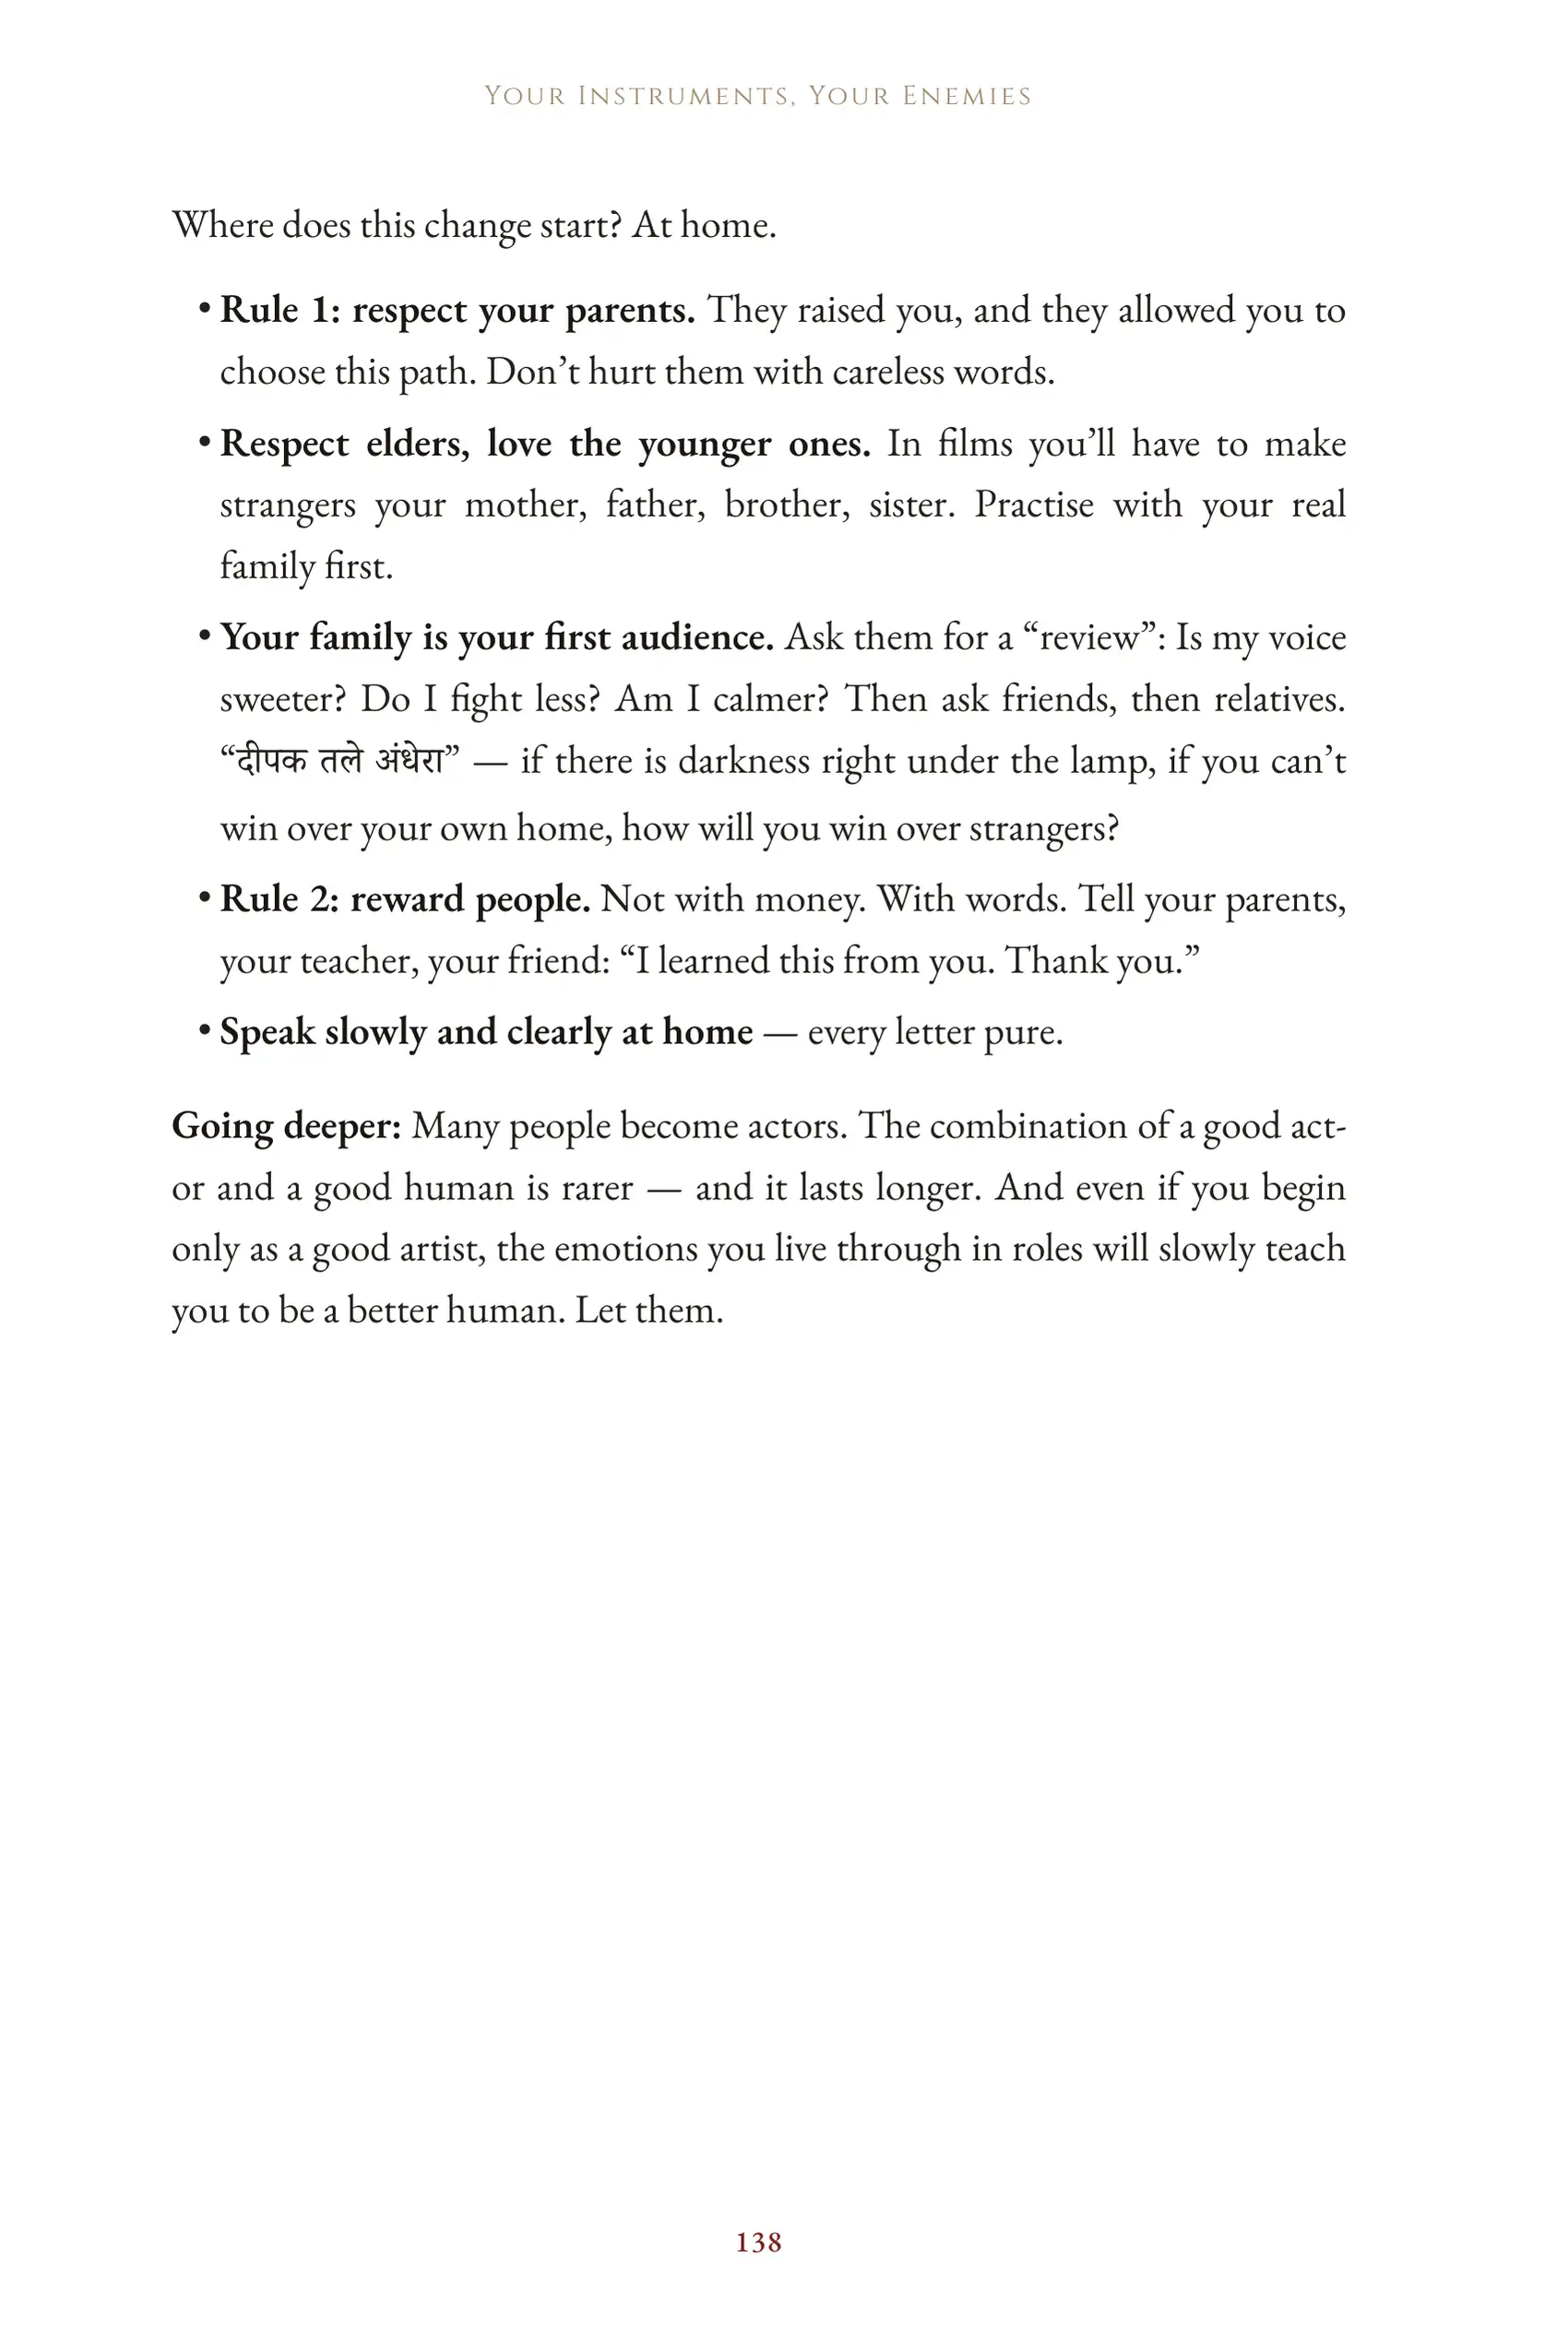 Your Instruments, Your Enemies
Where does this change start? At home.
• Rule 1: respect your parents. They raised you, and they allowed you to
choose this path. Don’t hurt them with careless words.
• Respect elders, love the younger ones. In films you’ll have to make
strangers your mother, father, brother, sister. Practise with your real
family first.
• Your family is your first audience. Ask them for a “review”: Is my voice
sweeter? Do I fight less? Am I calmer? Then ask friends, then relatives.
“दीपक तले अंधेरा” — if there is darkness right under the lamp, if you can’t
win over your own home, how will you win over strangers?
• Rule 2: reward people. Not with money. With words. Tell your parents,
your teacher, your friend: “I learned this from you. Thank you.”
• Speak slowly and clearly at home — every letter pure.
Going deeper: Many people become actors. The combination of a good act-
or and a good human is rarer — and it lasts longer. And even if you begin
only as a good artist, the emotions you live through in roles will slowly teach
you to be a better human. Let them.
138